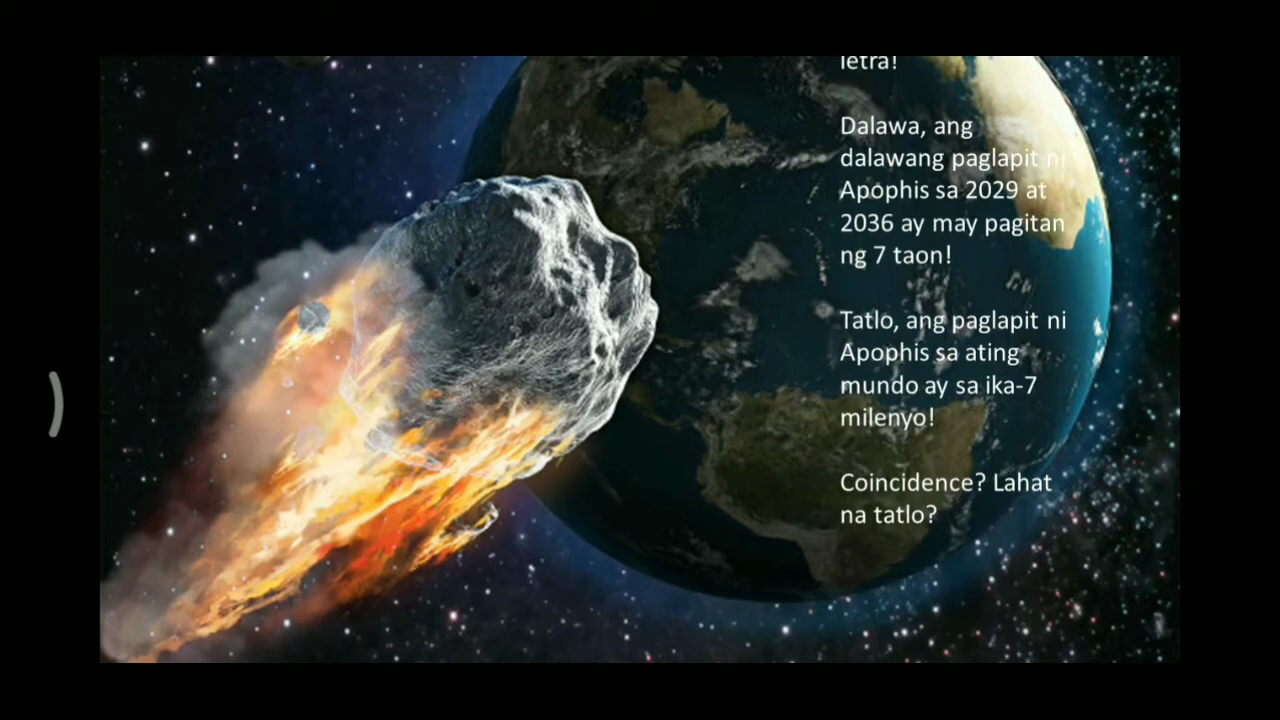 letra!
Dalawa, ang
dalawang paglapit ni
Apophis sa 2029 at
2036 ay may pagitan
ng 7 taon!
Tatlo, ang paglapit ni
Apophis sa ating
mundo ay sa ika-7
milenyo!
Coincidence? Lahat
na tatlo?